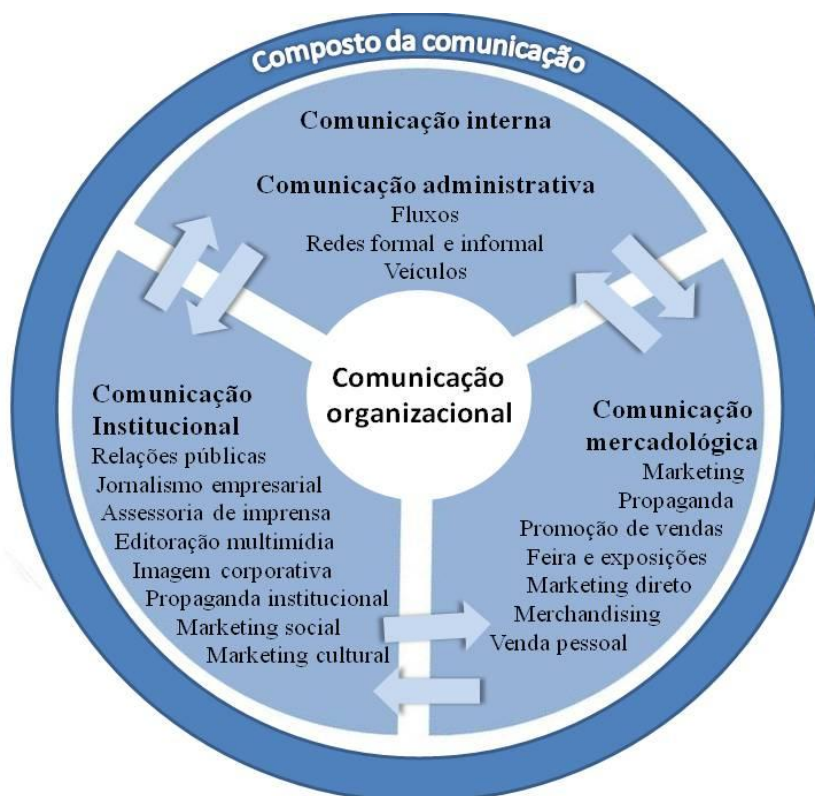 Composto da comunicação
Comunicação interna
Comunicação administrativa
Fluxos
Redes formal e informal
Veículos
Comunicação
organizacional
Comunicação
Institucional
Relações públicas
Jornalismo empresarial
Assessoria de imprensa
Editoração multimídia
Imagem corporativa
Propaganda institucional
Marketing social
Marketing cultural
Comunicação
mercadológica
Marketing
Propaganda
Promoção de vendas
Feira e exposições
Marketing direto
Merchandising
Venda pessoal